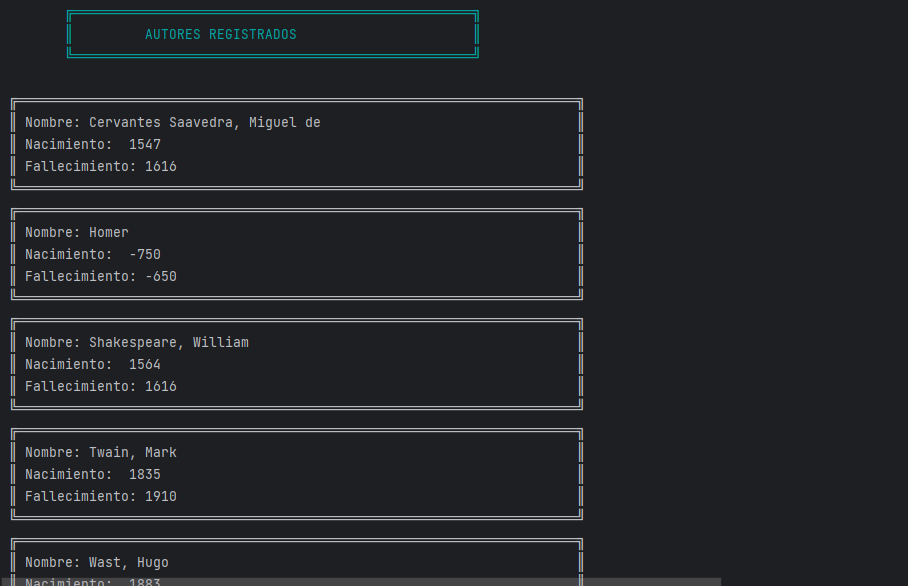 AUTORES REGISTRADOS
Nombre: Cervantes Saavedra, Miguel de
Nacimiento:  1547
Fallecimiento: 1616
Nombre: Homer
Nacimiento:  -750
Fallecimiento: -650
Nombre: Shakespeare, William
Nacimiento:  1564
Fallecimiento: 1616
Nombre: Twain, Mark
Nacimiento:  1835
Fallecimiento: 1910
Nombre: Wast, Hugo
Nacimiento:  1883